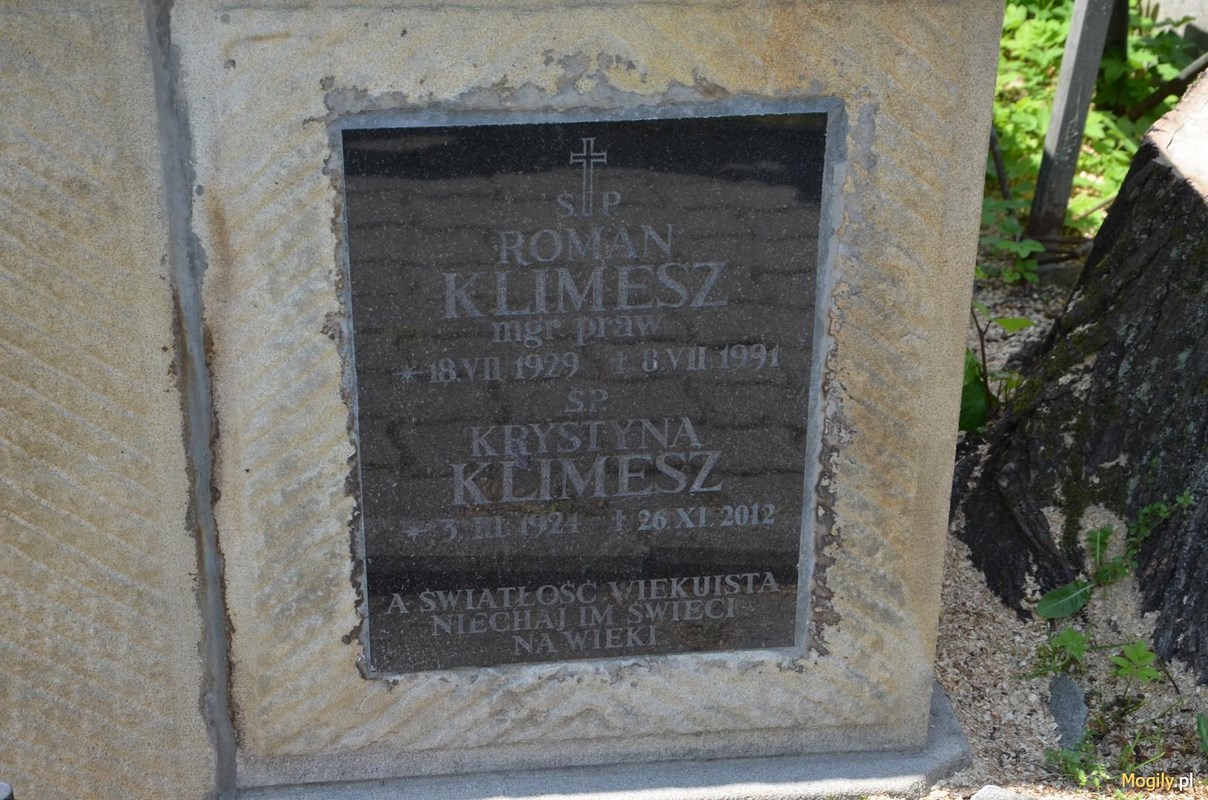 Ś.P.
ROMAN
KLIMESZ
mgr praw
* 18.VII.1929 † 8 VII 1991
Ś.P.
KRYSTYNA
KLIMESZ
* 3.III.1924 † 26 XI.2012
A ŚWIATŁOŚĆ WIEKUISTA
NIECHAJ IM ŚWIECI
NA WIEKI
Mogily.pl